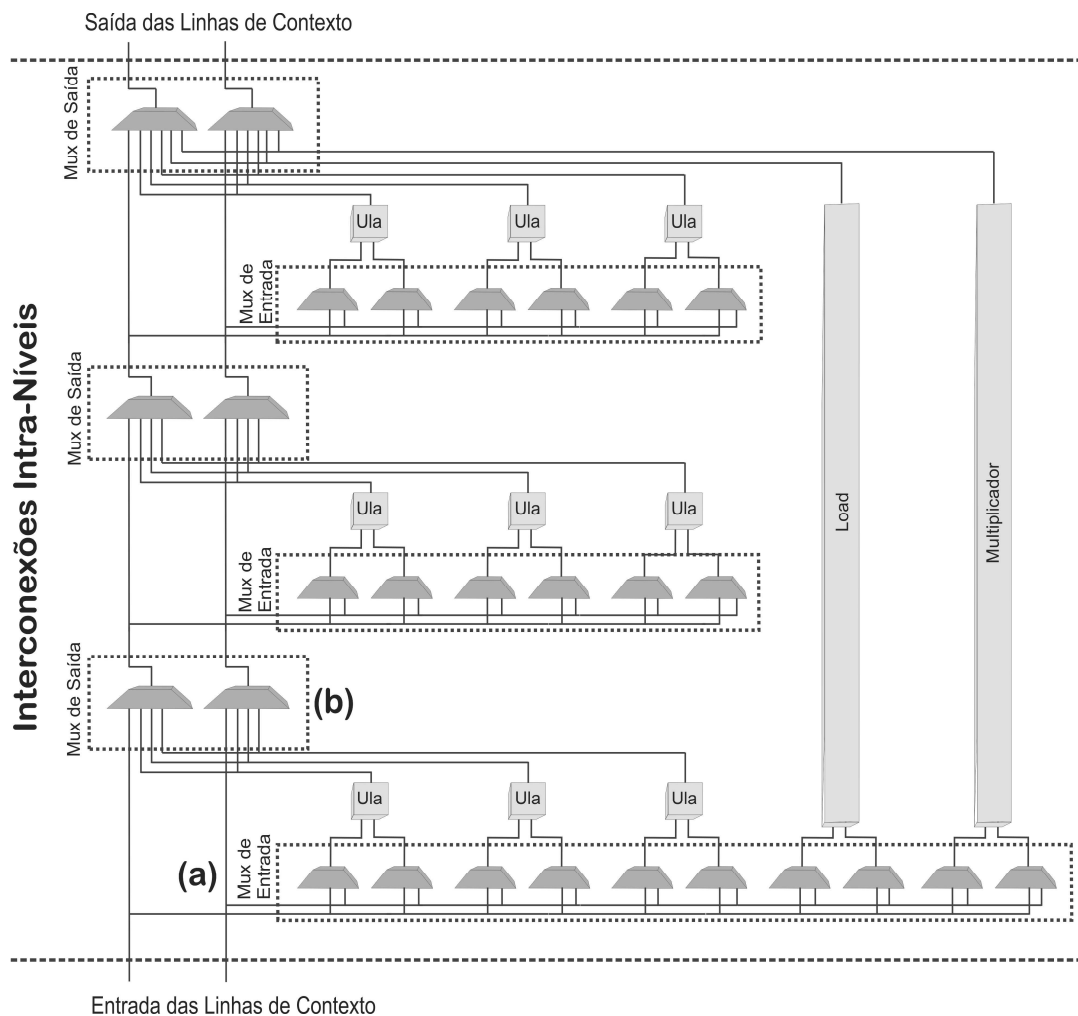 Saída das Linhas de Contexto
Mux de Saída
Ula
Ula
Ula
Mux de
Entrada
Interconexões Intra-Níveis
Mux de Saída
Ula
Ula
Ula
Load
Multiplicador
Mux de
Entrada
Mux de Saída
(b)
Ula
Ula
Ula
(a)
Mux de
Entrada
Entrada das Linhas de Contexto